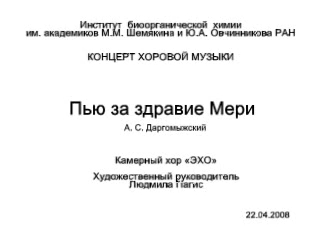 Институт биоорганической химии
им. академиков М.М. Шемякина и Ю.А. Овчинникова РАН
КОНЦЕРТ ХОРОВОЙ МУЗЫКИ
Пью за здравие Мери
А. С. Даргомыжский
Камерный хор «ЭХО»
Художественный руководитель
Людмила Пагис
22.04.2008